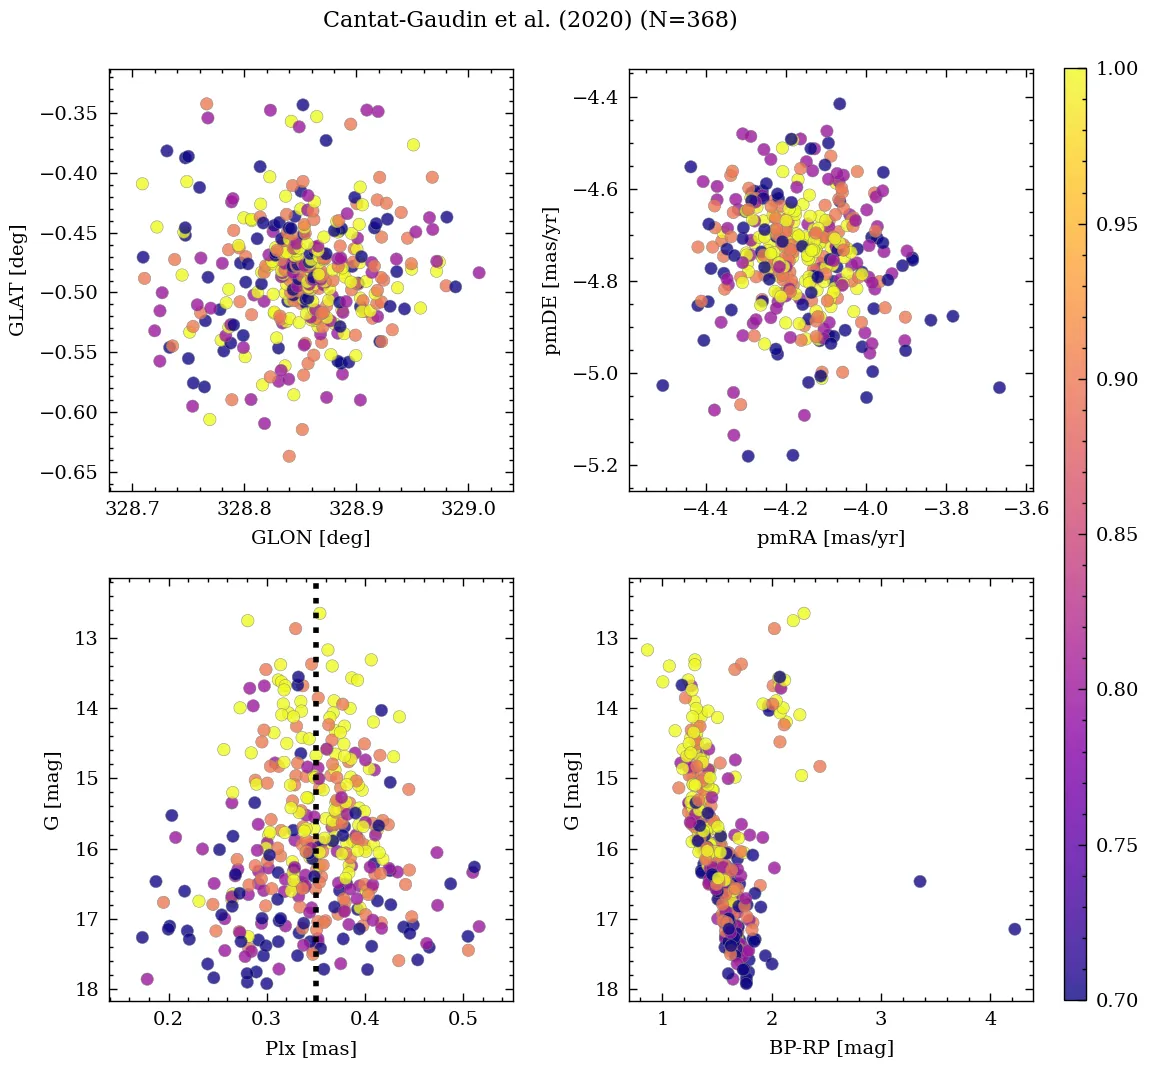 Cantat-Gaudin et al. (2020) (N=368)
GLAT [deg]
−0.35
−0.40
−0.45
−0.50
−0.55
−0.60
−0.65
328.7 328.8 328.9 329.0
GLON [deg]
pmDE [mas/yr]
−4.4
−4.6
−4.8
−5.0
−5.2
−4.4 −4.2 −4.0 −3.8 −3.6
pmRA [mas/yr]
1.00
0.95
0.90
0.85
0.80
0.75
0.70
G [mag]
13
14
15
16
17
18
0.2 0.3 0.4 0.5
Plx [mas]
G [mag]
13
14
15
16
17
18
1 2 3 4
BP-RP [mag]